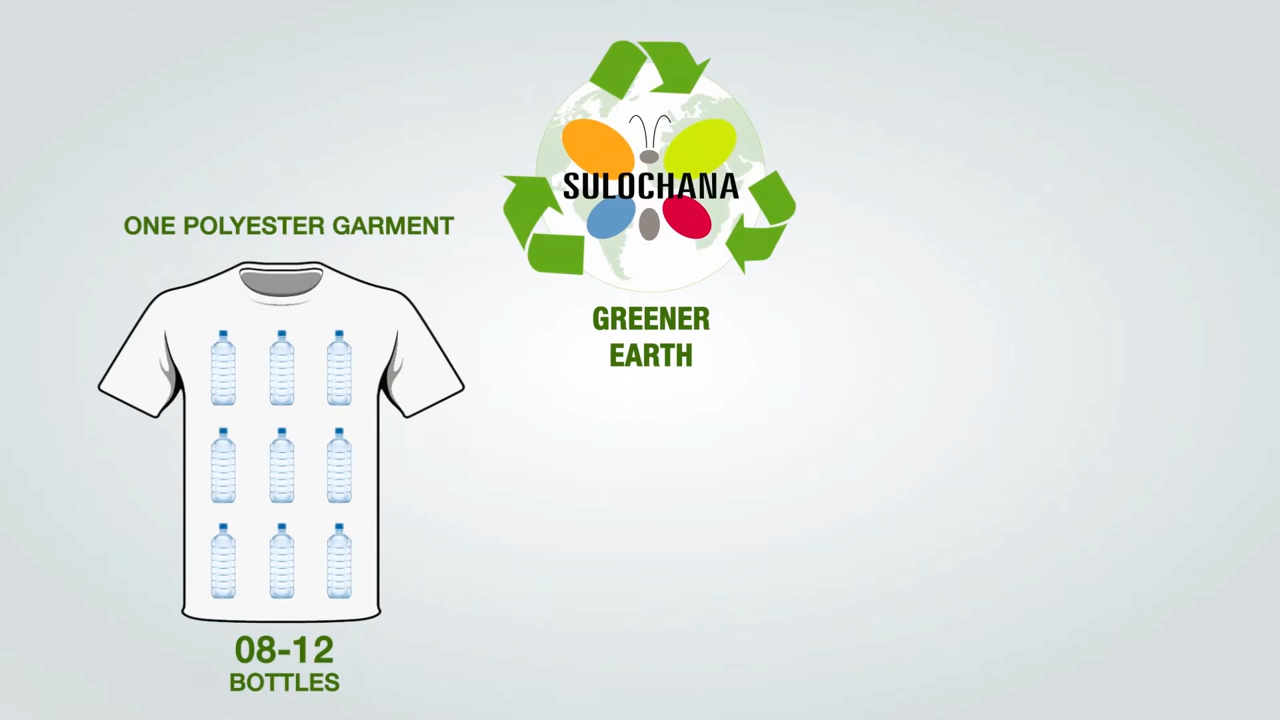 SULOCHANA
GREENER
EARTH
ONE POLYESTER GARMENT
08-12
BOTTLES